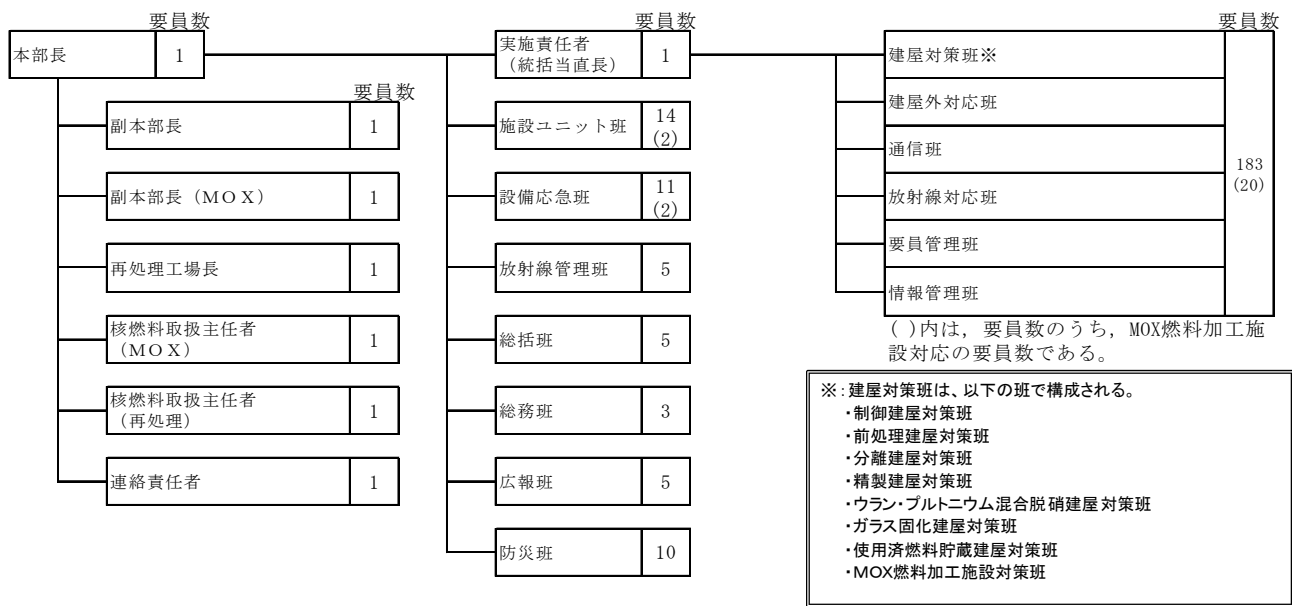 要員数
本部長 1
要員数
副本部長 1
副本部長（ＭＯＸ） 1
再処理工場長 1
核燃料取扱主任者
（ＭＯＸ） 1
核燃料取扱主任者
（再処理） 1
連絡責任者 1
要員数
実施責任者
（統括当直長） 1
施設ユニット班 14
(2)
設備応急班 11
(2)
放射線管理班 5
総括班 5
総務班 3
広報班 5
防災班 10
要員数
建屋対策班※
建屋外対応班
通信班
放射線対応班
要員管理班
情報管理班
183
(20)
( )内は，要員数のうち，MOX燃料加工施
設対応の要員数である。
※：建屋対策班は、以下の班で構成される。
・制御建屋対策班
・前処理建屋対策班
・分離建屋対策班
・精製建屋対策班
・ウラン・プルトニウム混合脱硝建屋対策班
・ガラス固化建屋対策班
・使用済燃料貯蔵建屋対策班
・ＭＯＸ燃料加工施設対策班